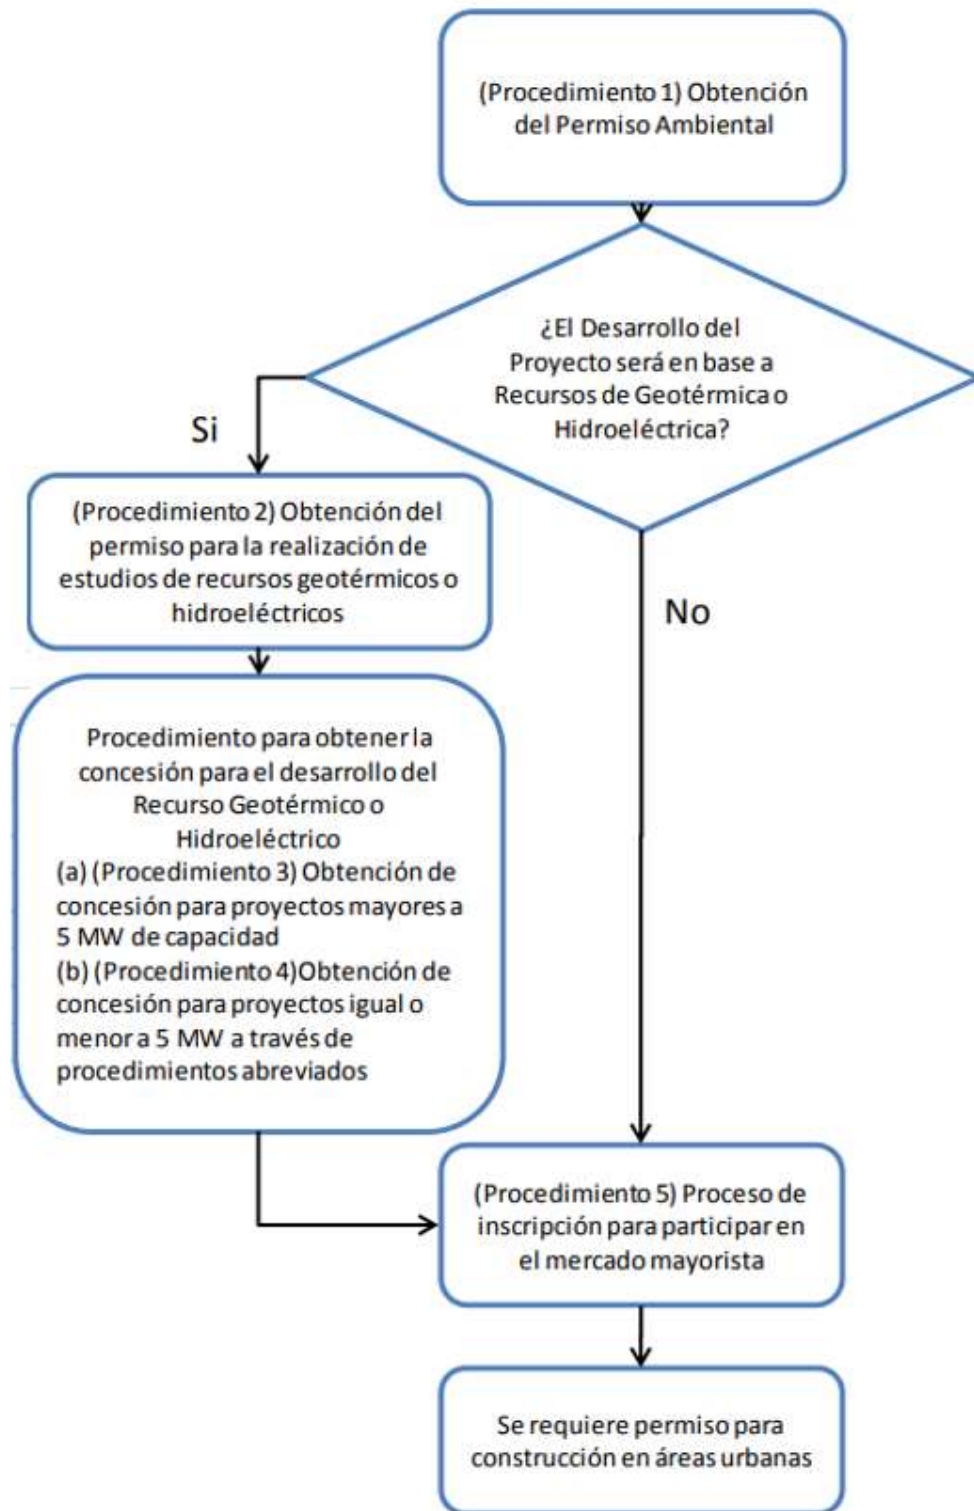 (Procedimiento 1) Obtención
del Permiso Ambiental
¿El Desarrollo del
Proyecto será en base a
Recursos de Geotérmica o
Hidroeléctrica?
Si
(Procedimiento 2) Obtención del
permiso para la realización de
estudios de recursos geotérmicos o
hidroeléctricos
No
Procedimiento para obtener la
concesión para el desarrollo del
Recurso Geotérmico o
Hidroeléctrico
(a) (Procedimiento 3) Obtención de
concesión para proyectos mayores a
5 MW de capacidad
(b) (Procedimiento 4)Obtención de
concesión para proyectos igual o
menor a 5 MW a través de
procedimientos abreviados
(Procedimiento 5) Proceso de
inscripción para participar en
el mercado mayorista
Se requiere permiso para
construcción en áreas urbanas